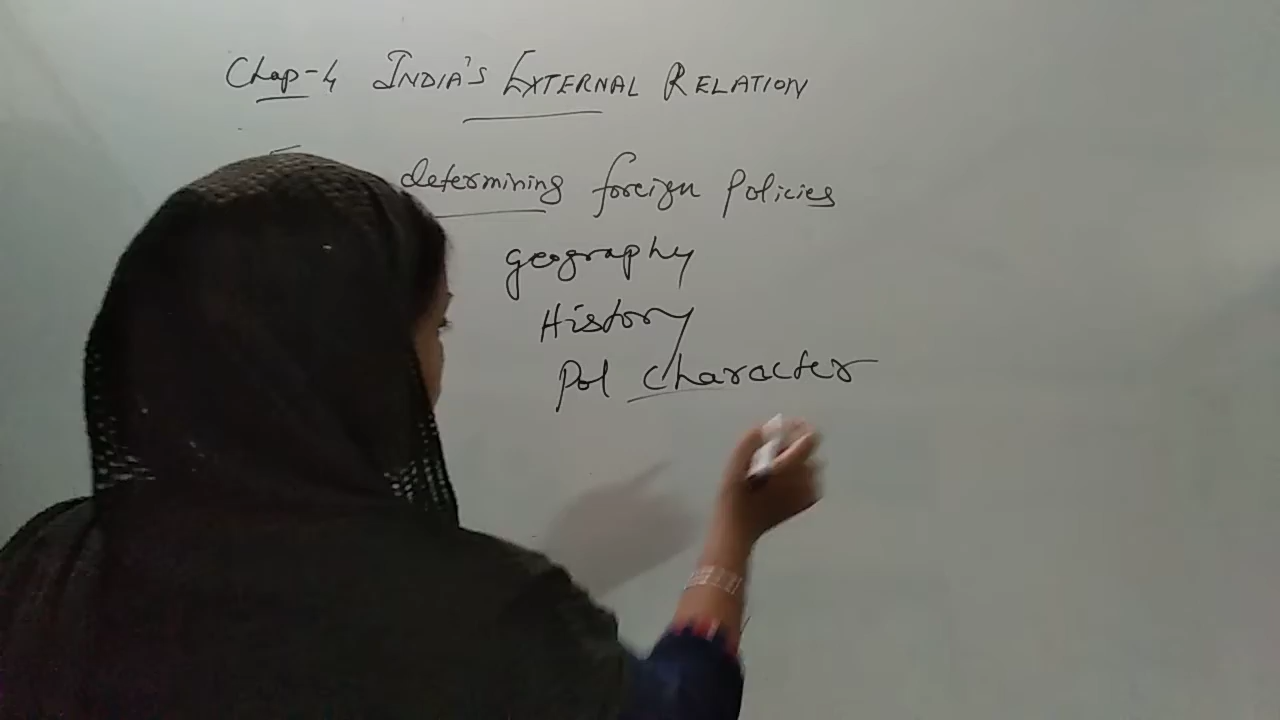 Chap-4 INDIA'S EXTERNAL RELATION
determining foreign Policies
geography
History
Pol character